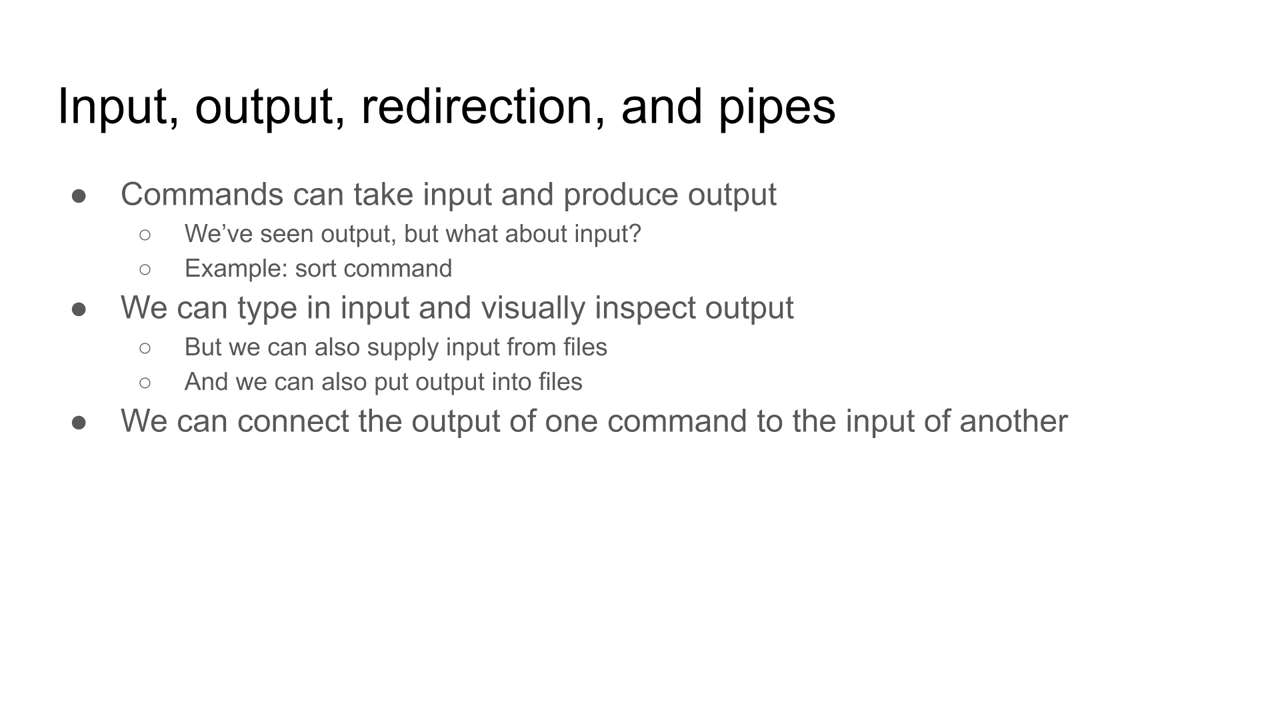 Input, output, redirection, and pipes
● Commands can take input and produce output
○ We’ve seen output, but what about input?
○ Example: sort command
● We can type in input and visually inspect output
○ But we can also supply input from files
○ And we can also put output into files
● We can connect the output of one command to the input of another